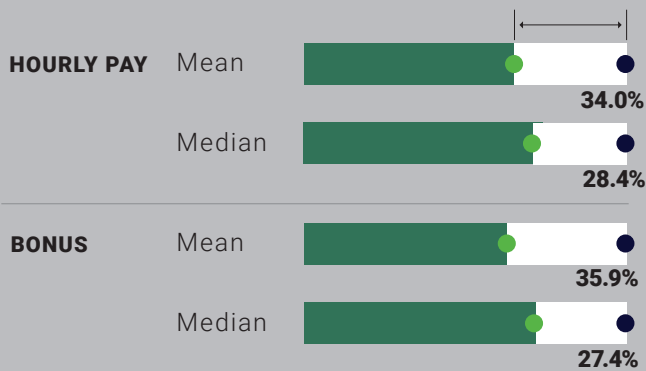 HOURLY PAY Mean
34.0%
Median
28.4%
BONUS Mean
35.9%
Median
27.4%